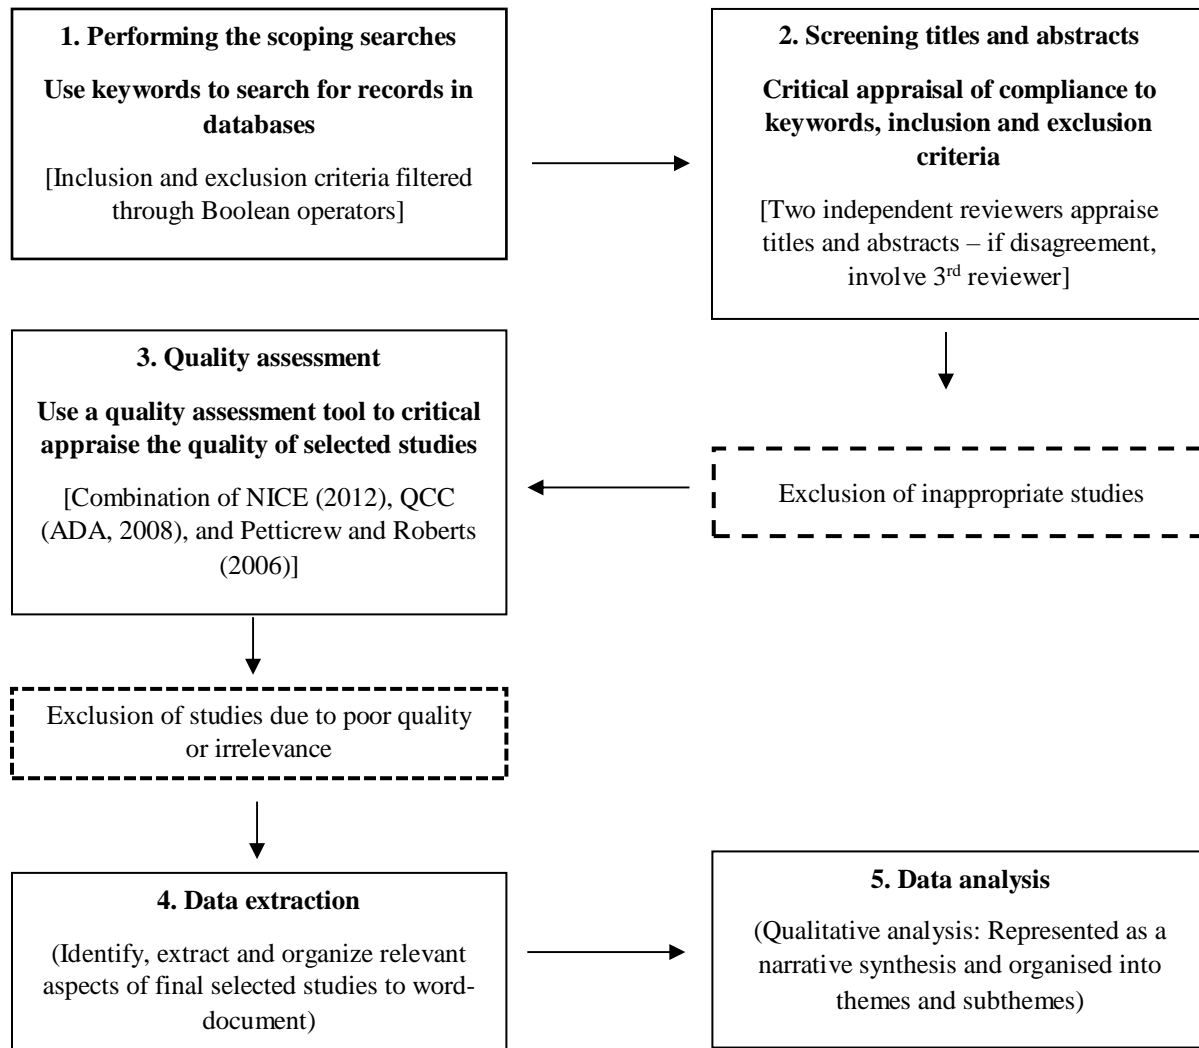 1. Performing the scoping searches
Use keywords to search for records in
databases
[Inclusion and exclusion criteria filtered
through Boolean operators]
2. Screening titles and abstracts
Critical appraisal of compliance to
keywords, inclusion and exclusion
criteria
[Two independent reviewers appraise
titles and abstracts – if disagreement,
involve 3rd reviewer]
3. Quality assessment
Use a quality assessment tool to critical
appraise the quality of selected studies
[Combination of NICE (2012), QCC
(ADA, 2008), and Petticrew and Roberts
(2006)]
Exclusion of inappropriate studies
Exclusion of studies due to poor quality
or irrelevance
4. Data extraction
(Identify, extract and organize relevant
aspects of final selected studies to word-
document)
5. Data analysis
(Qualitative analysis: Represented as a
narrative synthesis and organised into
themes and subthemes)